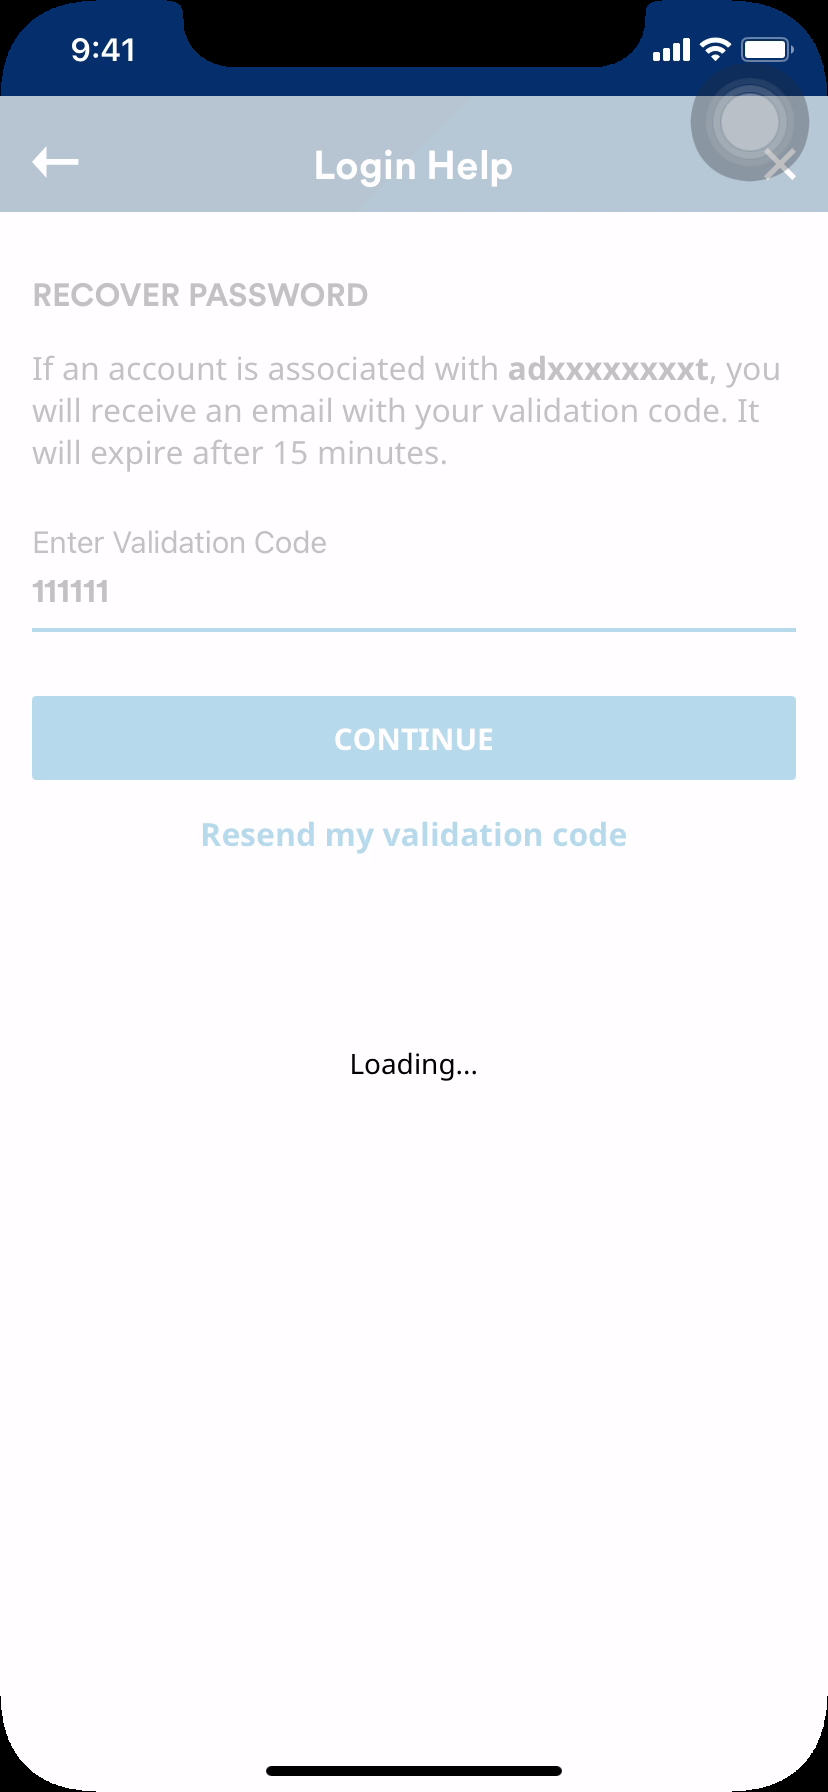 9:41
Login Help
RECOVER PASSWORD
If an account is associated with adxxxxxxxxt, you
will receive an email with your validation code. It
will expire after 15 minutes.
Enter Validation Code
111111
CONTINUE
Resend my validation code
Loading...